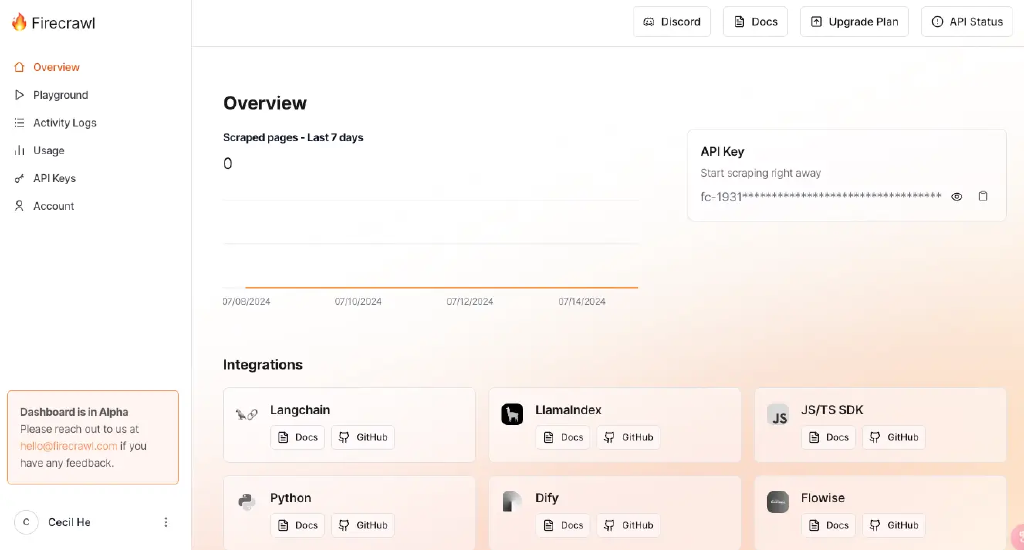 Firecrawl
Discord
Docs
Upgrade Plan
API Status
Overview
Playground
Activity Logs
Usage
API Keys
Account
Overview
Scraped pages - Last 7 days
0
07/08/2024
07/10/2024
07/12/2024
07/14/2024
API Key
Start scraping right away
fc-1931**********************************
Integrations
Langchain
Docs
GitHub
LlamaIndex
Docs
GitHub
JS
JS/TS SDK
Docs
GitHub
Python
Docs
GitHub
Dify
Docs
GitHub
Flowise
Docs
GitHub
Dashboard is in Alpha
Please reach out to us at
hello@firecrawl.com if you
have any feedback.
C
Cecil He